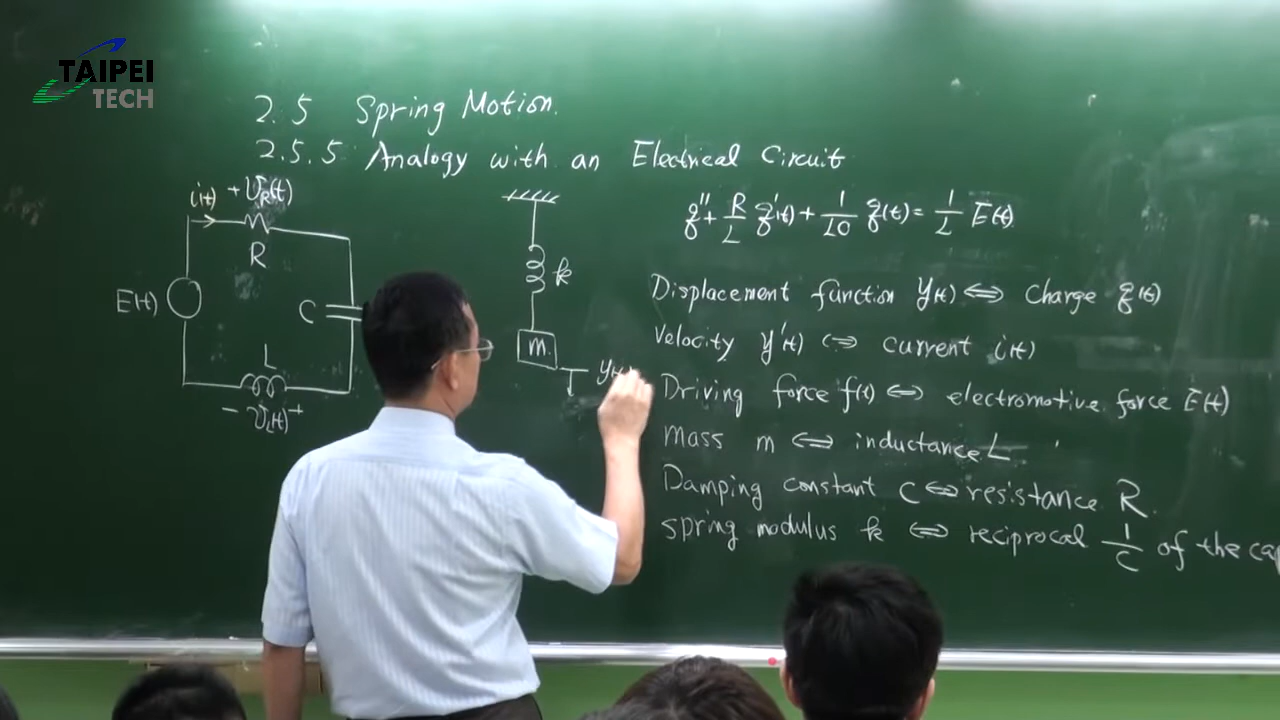 TAIPEI
TECH
2.5 Spring Motion.
2.5.5 Analogy with an Electrical Circuit
i(t) + v_R(t)
R
E(t)
C
L
- v_L(t) +
k
m
y(t)
q'' + R/L q'(t) + 1/LC q(t) = 1/L E(t)
Displacement function y(t) ⇔ Charge q(t)
Velocity y'(t) ⇔ current i(t)
Driving force f(t) ⇔ electromotive force E(t)
Mass m ⇔ inductance L
Damping constant C ⇔ resistance R.
spring modulus k ⇔ reciprocal 1/C of the ca